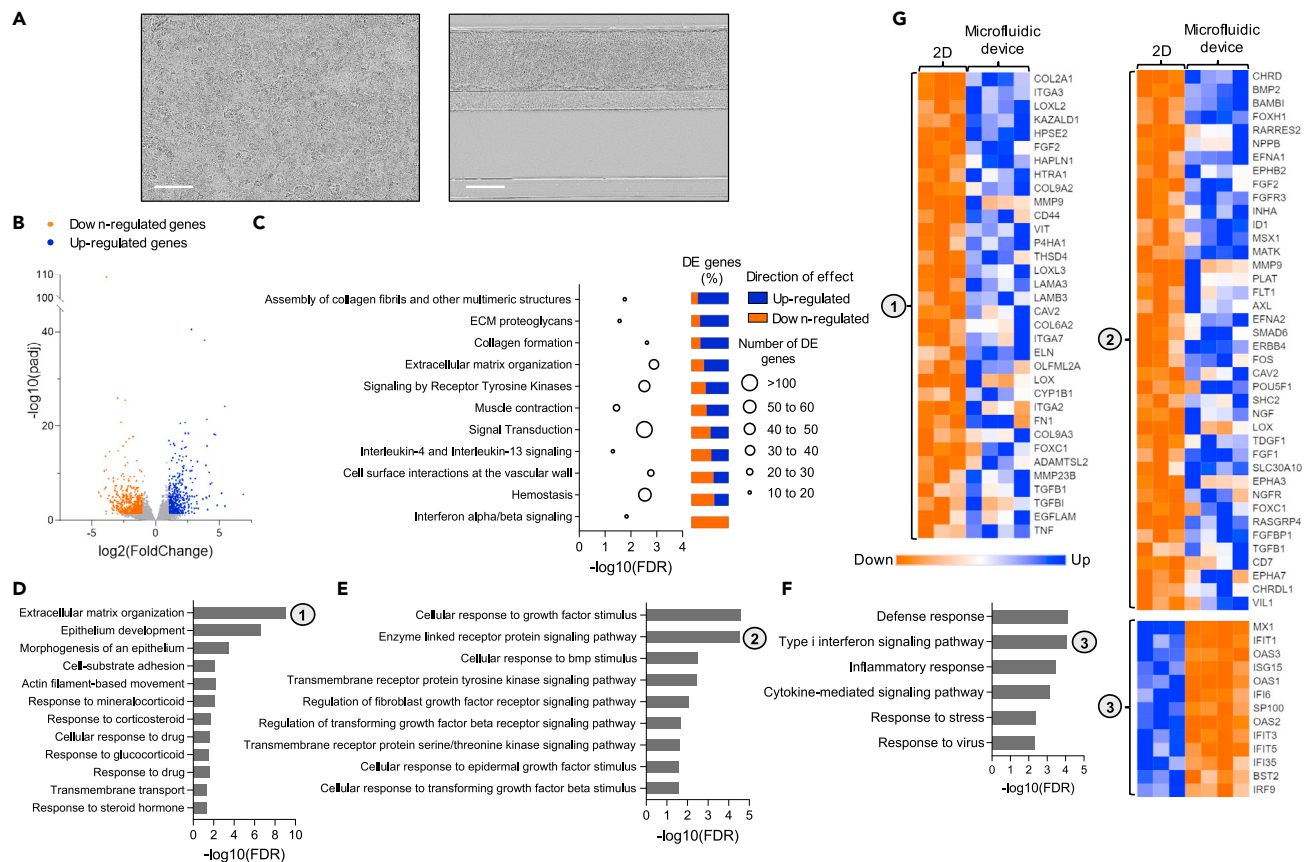 A
B
Down-regulated genes
Up-regulated genes
110
100
40
20
0
-log10(padj)
-5
0
5
log2(FoldChange)
C
DE genes
(%)
Direction of effect
Up-regulated
Down-regulated
Number of DE
genes
>100
50 to 60
40 to 50
30 to 40
20 to 30
10 to 20
Assembly of collagen fibrils and other multimeric structures
ECM proteoglycans
Collagen formation
Extracellular matrix organization
Signaling by Receptor Tyrosine Kinases
Muscle contraction
Signal Transduction
Interleukin-4 and Interleukin-13 signaling
Cell surface interactions at the vascular wall
Hemostasis
Interferon alpha/beta signaling
0 1 2 3 4
-log10(FDR)
D
Extracellular matrix organization
1
Epithelium development
Morphogenesis of an epithelium
Cell-substrate adhesion
Actin filament-based movement
Response to mineralocorticoid
Response to corticosteroid
Cellular response to drug
Response to glucocorticoid
Response to drug
Transmembrane transport
Response to steroid hormone
0 2 4 6 8 10
-log10(FDR)
E
Cellular response to growth factor stimulus
Enzyme linked receptor protein signaling pathway
2
Cellular response to bmp stimulus
Transmembrane receptor protein tyrosine kinase signaling pathway
Regulation of fibroblast growth factor receptor signaling pathway
Regulation of transforming growth factor beta receptor signaling pathway
Transmembrane receptor protein serine/threonine kinase signaling pathway
Cellular response to epidermal growth factor stimulus
Cellular response to transforming growth factor beta stimulus
0 1 2 3 4 5
-log10(FDR)
F
Defense response
Type i interferon signaling pathway
3
Inflammatory response
Cytokine-mediated signaling pathway
Response to stress
Response to virus
0 1 2 3 4 5
-log10(FDR)
G
2D
Microfluidic
device
1
COL2A1
ITGA3
LOXL2
KAZALD1
HPSE2
FGF2
HAPLN1
HTRA1
COL9A2
MMP9
CD44
VIT
P4HA1
THSD4
LOXL3
LAMA3
LAMB3
CAV2
COL6A2
ITGA7
ELN
OLFML2A
LOX
CYP1B1
ITGA2
FN1
COL9A3
FOXC1
ADAMTSL2
MMP23B
TGFB1
TGFBI
EGFLAM
TNF
Down
Up
2D
Microfluidic
device
2
CHRD
BMP2
BAMBI
FOXH1
RARRES2
NPPB
EFNA1
EPHB2
FGF2
FGFR3
INHA
ID1
MSX1
MATK
MMP9
PLAT
FLT1
AXL
EFNA2
SMAD6
ERBB4
FOS
CAV2
POU5F1
SHC2
NGF
LOX
TDGF1
FGF1
SLC30A10
EPHA3
NGFR
FOXC1
RASGRP4
FGFBP1
TGFB1
CD7
EPHA7
CHRDL1
VIL1
3
MX1
IFIT1
OAS3
ISG15
OAS1
IFI6
SP100
OAS2
IFIT3
IFIT5
IFI35
BST2
IRF9